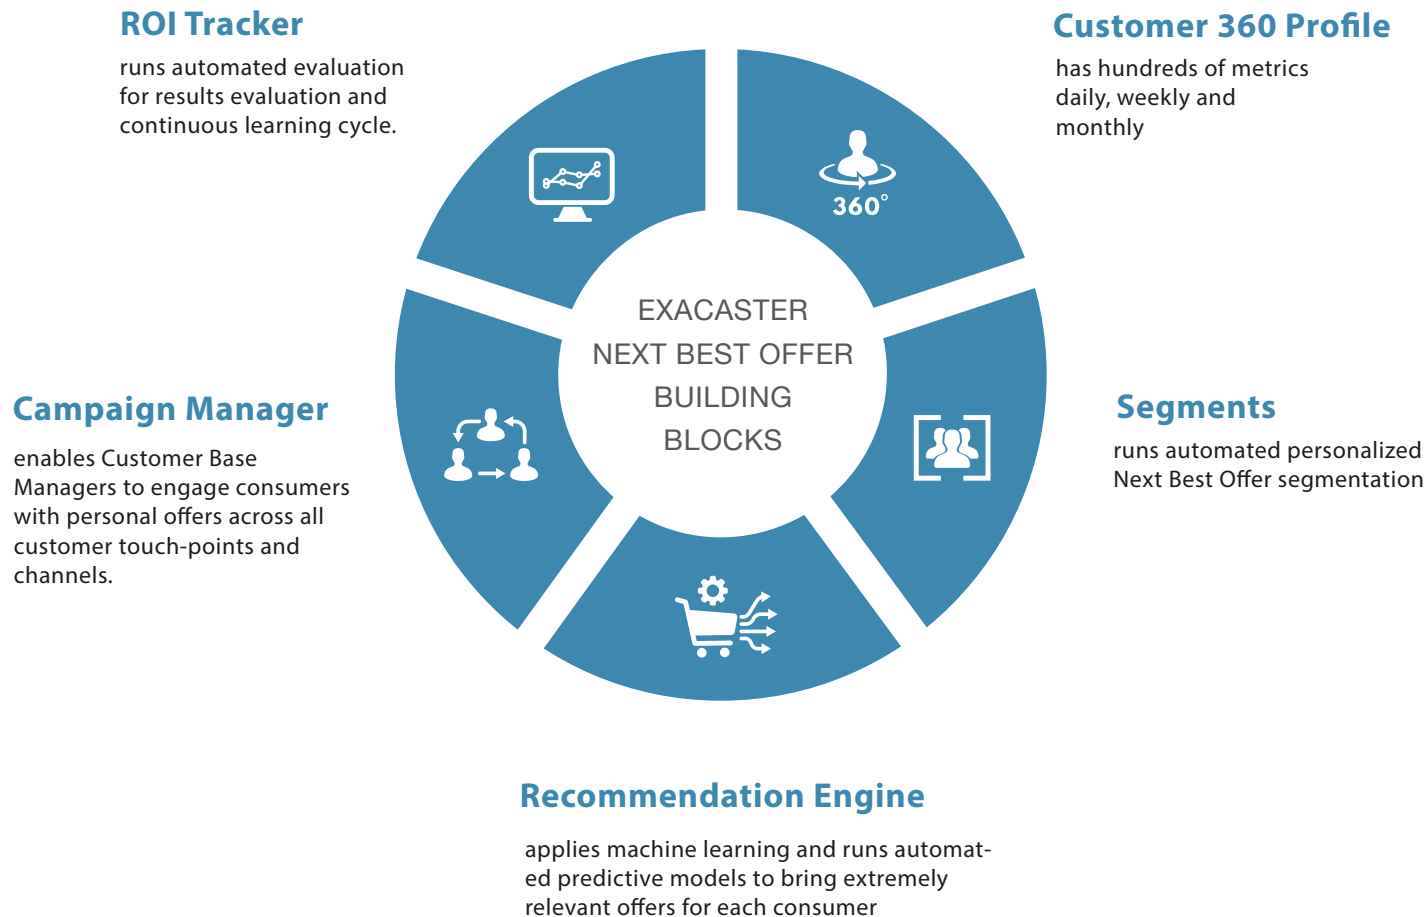 ROI Tracker
runs automated evaluation
for results evaluation and
continuous learning cycle.
Customer 360 Profile
has hundreds of metrics
daily, weekly and
monthly
360°
EXACASTER
NEXT BEST OFFER
BUILDING
BLOCKS
Campaign Manager
enables Customer Base
Managers to engage consumers
with personal offers across all
customer touch-points and
channels.
Segments
runs automated personalized
Next Best Offer segmentation
Recommendation Engine
applies machine learning and runs automat-
ed predictive models to bring extremely
relevant offers for each consumer